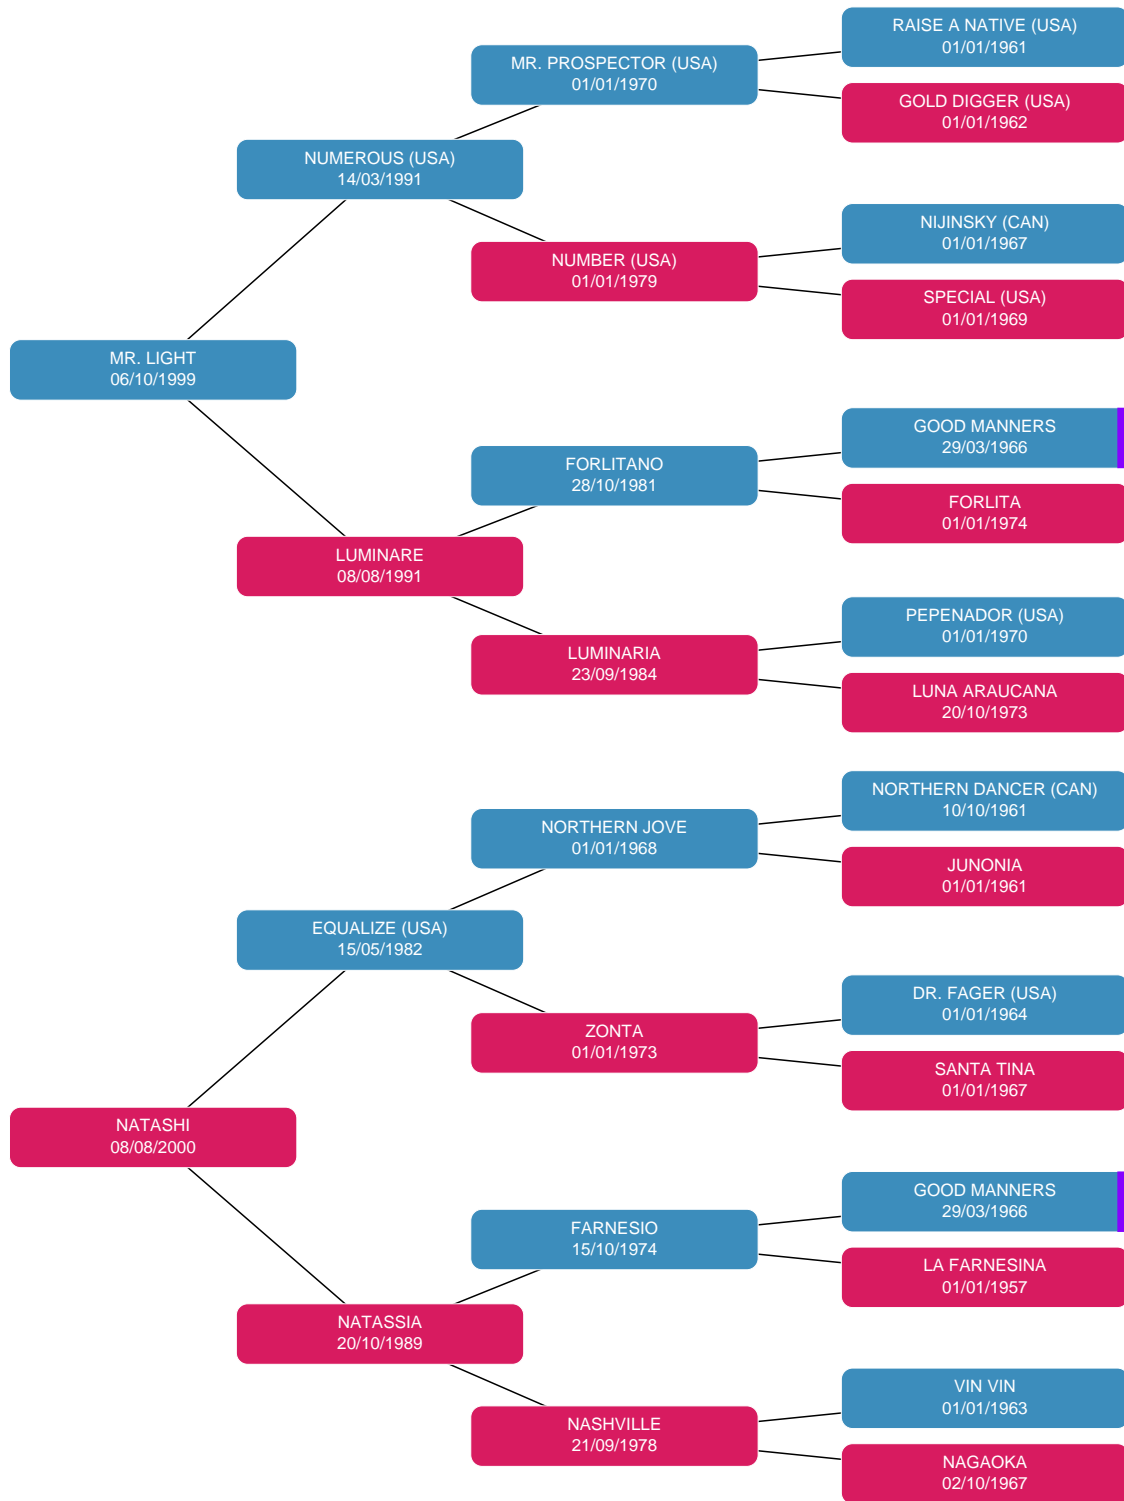 RAISE A NATIVE (USA)
01/01/1961
MR. PROSPECTOR (USA)
01/01/1970
GOLD DIGGER (USA)
01/01/1962
NUMEROUS (USA)
14/03/1991
NIJINSKY (CAN)
01/01/1967
NUMBER (USA)
01/01/1979
SPECIAL (USA)
01/01/1969
MR. LIGHT
06/10/1999
GOOD MANNERS
29/03/1966
FORLITANO
28/10/1981
FORLITA
01/01/1974
LUMINARE
08/08/1991
PEPENADOR (USA)
01/01/1970
LUMINARIA
23/09/1984
LUNA ARAUCANA
20/10/1973
NORTHERN DANCER (CAN)
10/10/1961
NORTHERN JOVE
01/01/1968
JUNONIA
01/01/1961
EQUALIZE (USA)
15/05/1982
DR. FAGER (USA)
01/01/1964
ZONTA
01/01/1973
SANTA TINA
01/01/1967
NATASHI
08/08/2000
GOOD MANNERS
29/03/1966
FARNESIO
15/10/1974
LA FARNESINA
01/01/1957
NATASSIA
20/10/1989
VIN VIN
01/01/1963
NASHVILLE
21/09/1978
NAGAOKA
02/10/1967